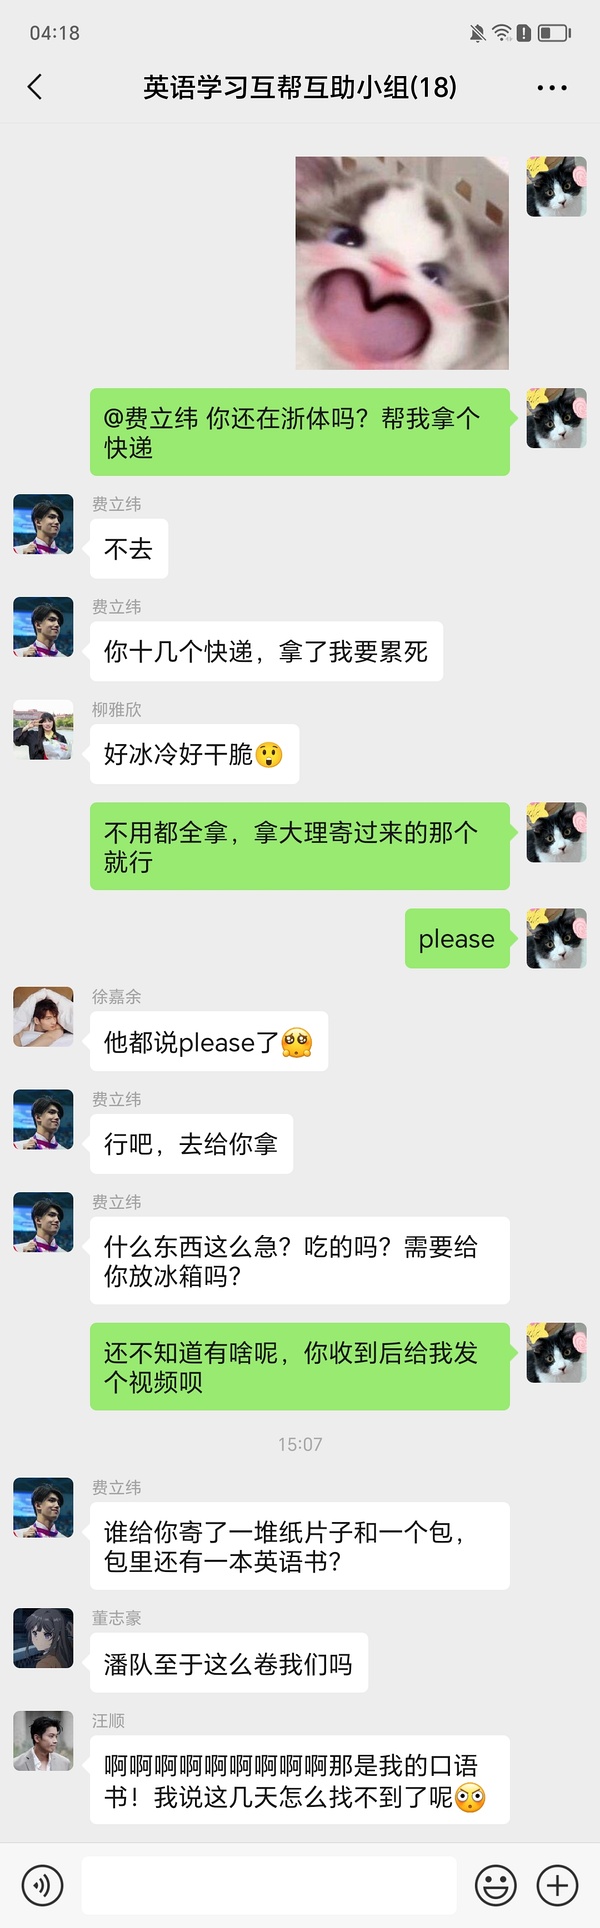 04:18
英语学习互帮互助小组(18)
@费立纬 你还在浙体吗？帮我拿个
快递
费立纬
不去
费立纬
你十几个快递，拿了我要累死
柳雅欣
好冰冷好干脆😲
不用都全拿，拿大理寄过来的那个
就行
please
徐嘉余
他都说please了🥺
费立纬
行吧，去给你拿
费立纬
什么东西这么急？吃的吗？需要给
你放冰箱吗？
还不知道有啥呢，你收到后给我发
个视频呗
15:07
费立纬
谁给你寄了一堆纸片子和一个包，
包里还有一本英语书？
董志豪
潘队至于这么卷我们吗
汪顺
啊啊啊啊啊啊啊啊啊那是我的口语
书！我说这几天怎么找不到了呢😳